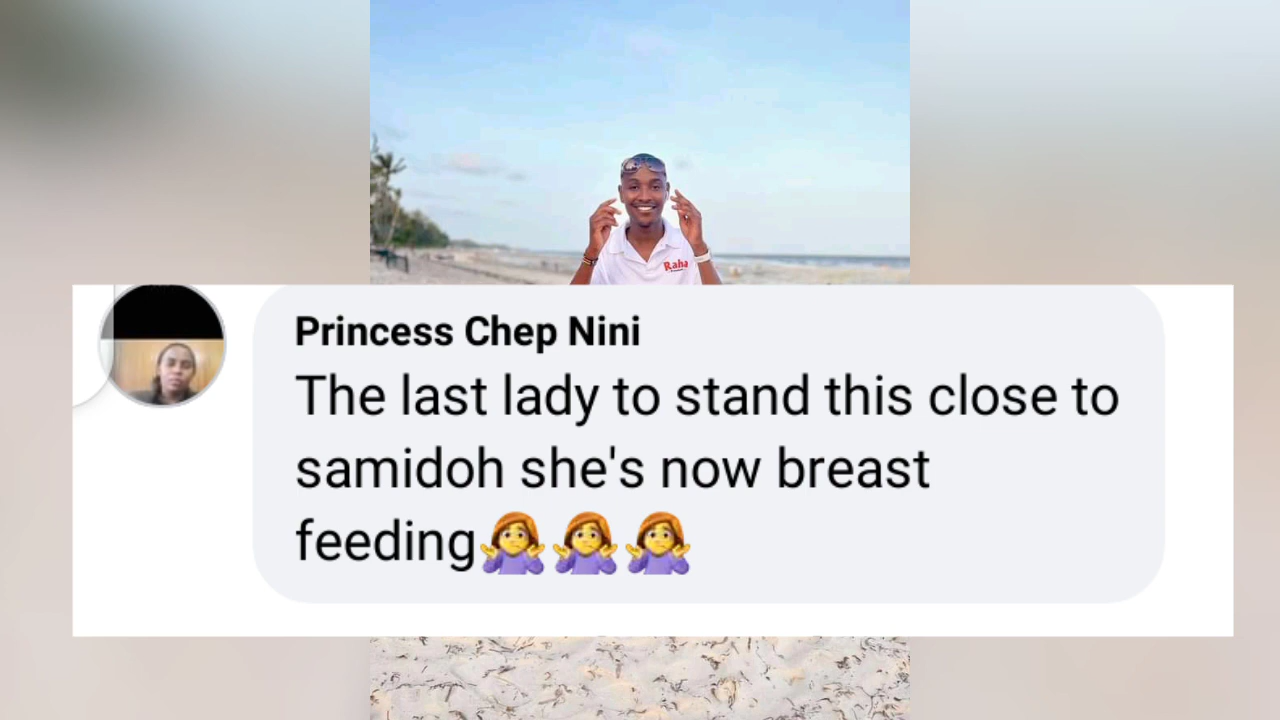 Raha
Princess Chep Nini
The last lady to stand this close to
samidoh she's now breast
feeding🤷‍♀️🤷‍♀️🤷‍♀️